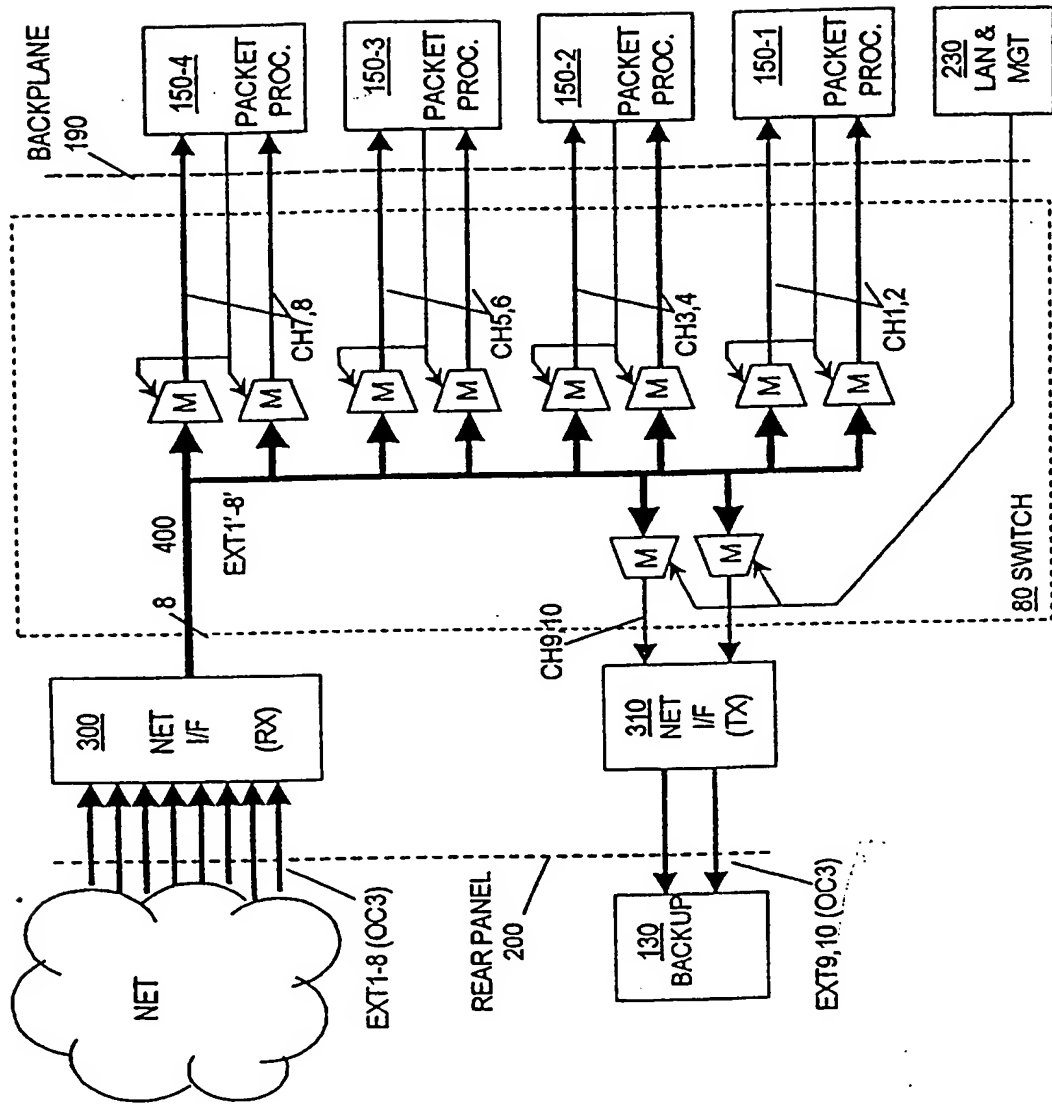 BACKPLANE
190
150-4
PACKET
PROC.
150-3
PACKET
PROC.
150-2
PACKET
PROC.
150-1
PACKET
PROC.
230
LAN &
MGT
M
M
M
M
M
M
M
M
CH7,8
CH5,6
CH3,4
CH1,2
8
400
EXT1'-8'
M
M
CH9,10
80 SWITCH
300
NET
I/F
(RX)
310
NET
I/F
(TX)
NET
EXT1-8 (OC3)
REAR PANEL
200
130
BACKUP
EXT9,10 (OC3)